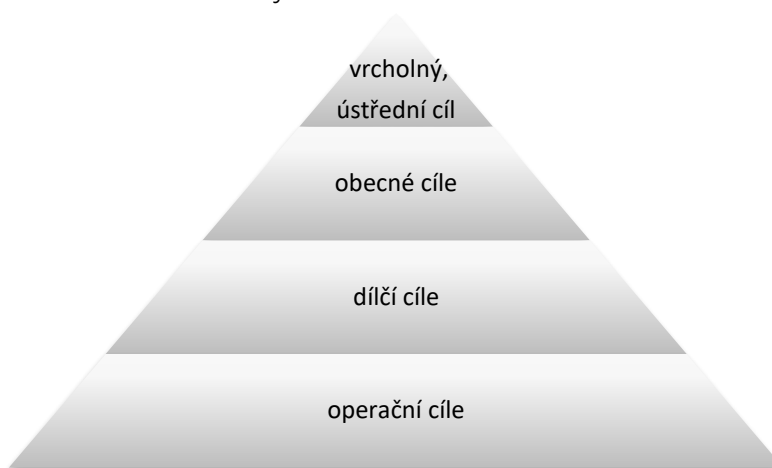 vrcholný,
ústřední cíl
obecné cíle
dílčí cíle
operační cíle